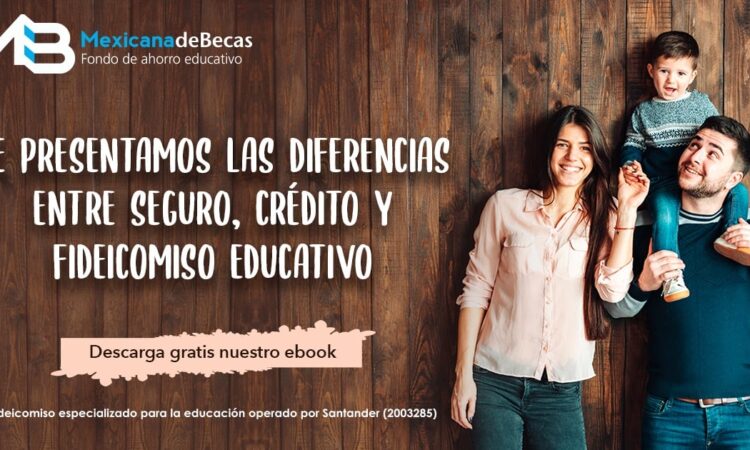 MexicanadeBecas
Fondo de ahorro educativo
E PRESENTAMOS LAS DIFERENCIAS
ENTRE SEGURO, CRÉDITO Y
FIDEICOMISO EDUCATIVO
Descarga gratis nuestro ebook
deicomiso especializado para la educación operado por Santander (2003285)